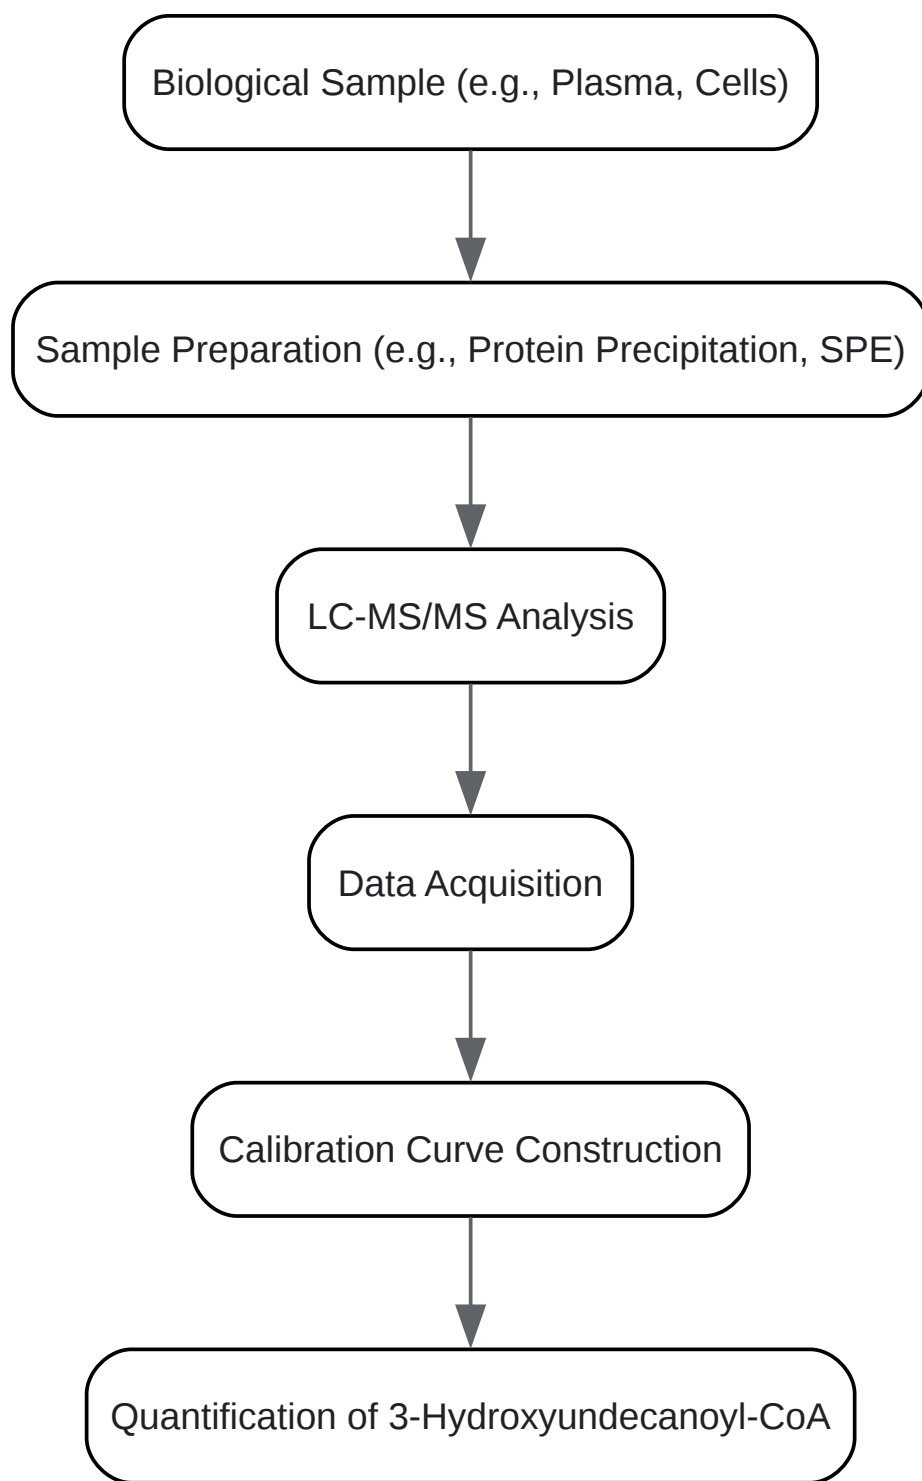 Biological Sample (e.g., Plasma, Cells)
Sample Preparation (e.g., Protein Precipitation, SPE)
LC-MS/MS Analysis
Data Acquisition
Calibration Curve Construction
Quantification of 3-Hydroxyundecanoyl-CoA